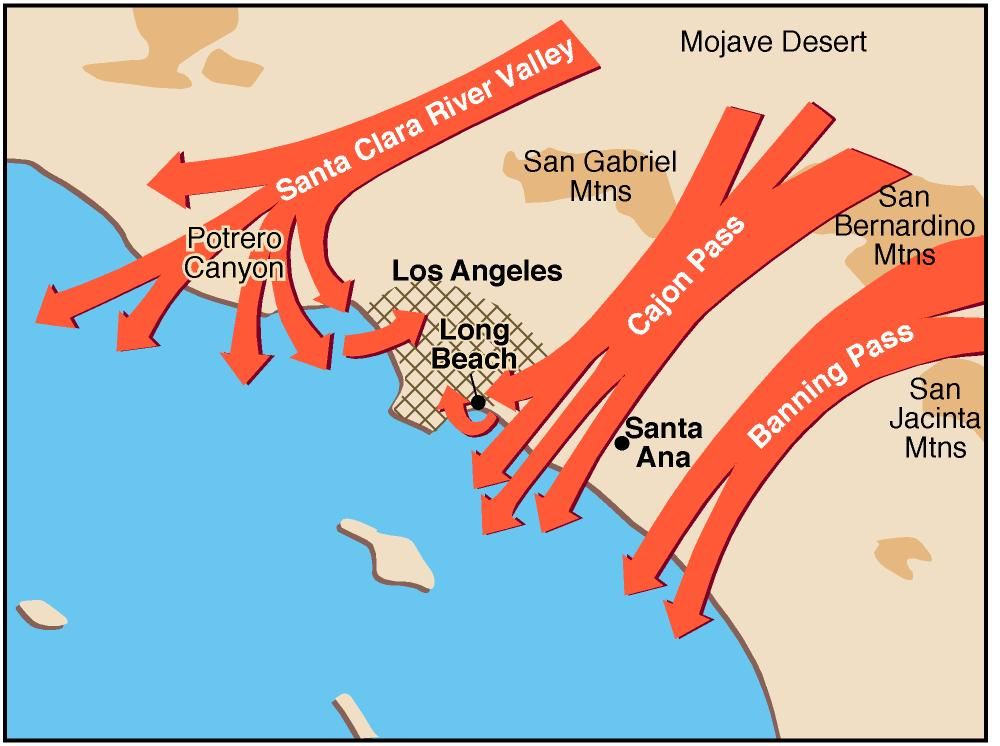 Mojave Desert
Santa Clara River Valley
San Gabriel
Mtns
San
Bernardino
Mtns
Potrero
Canyon
Los Angeles
Cajon Pass
Long
Beach
Banning Pass
San
Jacinta
Mtns
Santa
Ana